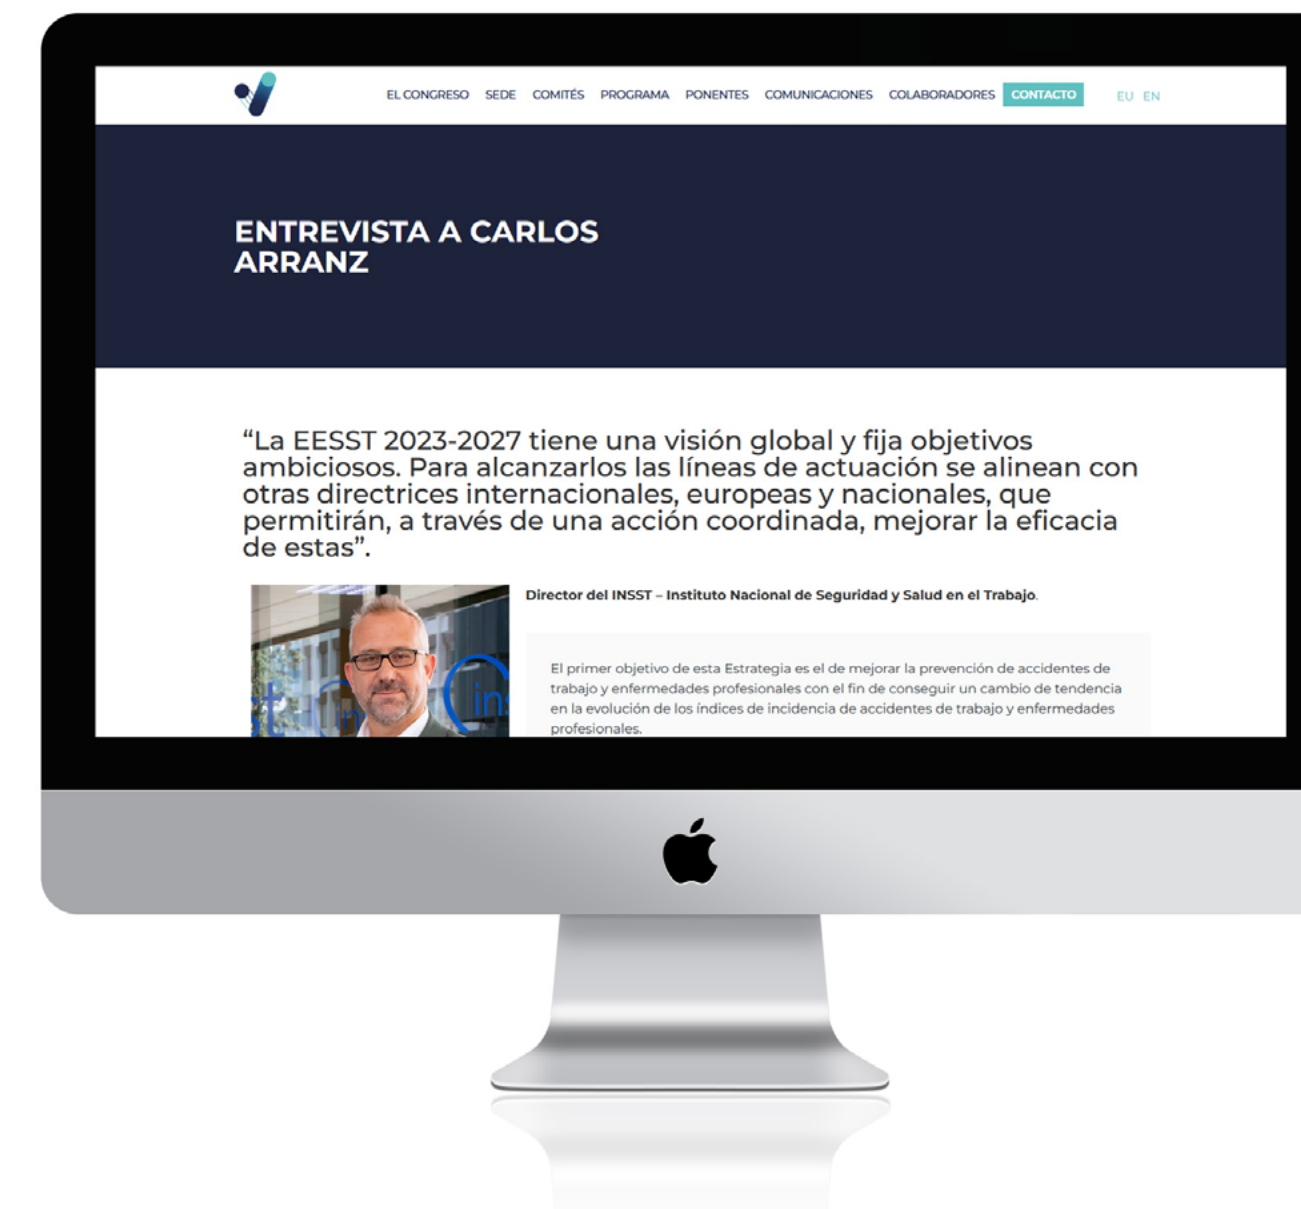 EL CONGRESO SEDE COMITÉS PROGRAMA PONENTES COMUNICACIONES COLABORADORES CONTACTO EU EN
ENTREVISTA A CARLOS
ARRANZ
“La EESST 2023-2027 tiene una visión global y fija objetivos
ambiciosos. Para alcanzarlos las líneas de actuación se alinean con
otras directrices internacionales, europeas y nacionales, que
permitirán, a través de una acción coordinada, mejorar la eficacia
de estas”.
Director del INSST – Instituto Nacional de Seguridad y Salud en el Trabajo.
El primer objetivo de esta Estrategia es el de mejorar la prevención de accidentes de
trabajo y enfermedades profesionales con el fin de conseguir un cambio de tendencia
en la evolución de los índices de incidencia de accidentes de trabajo y enfermedades
profesionales.